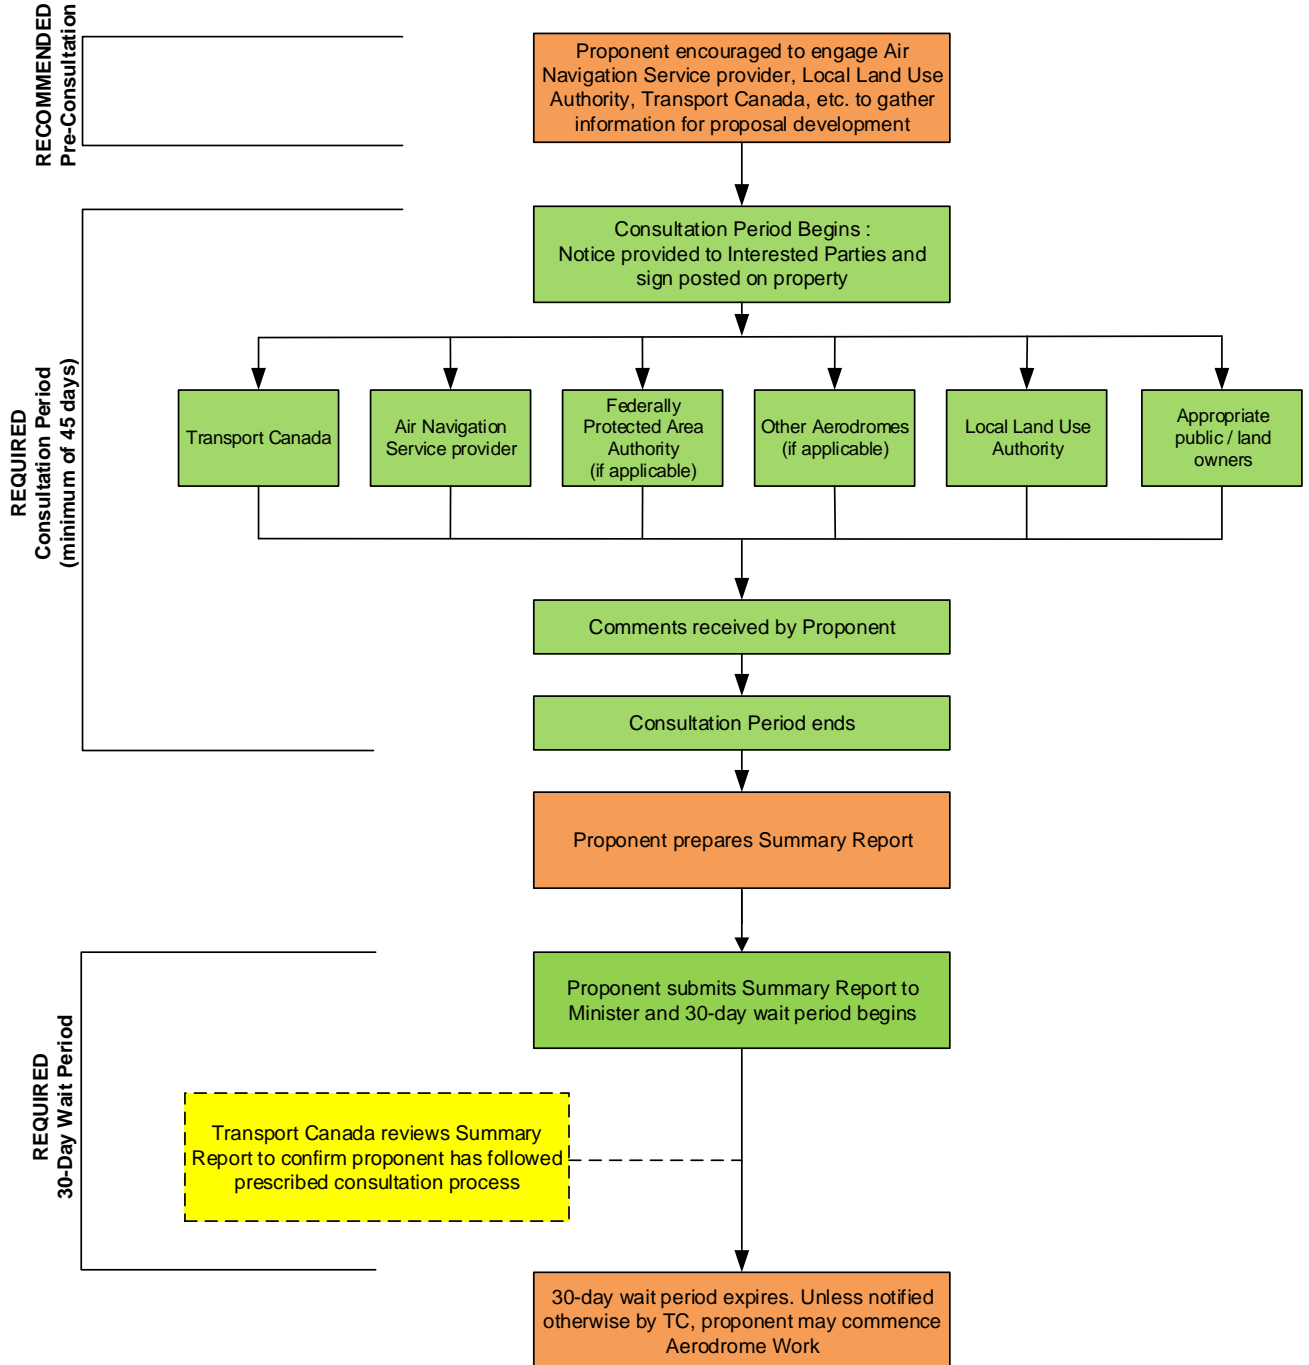 RECOMMENDED
Pre-Consultation
Proponent encouraged to engage Air
Navigation Service provider, Local Land Use
Authority, Transport Canada, etc. to gather
information for proposal development
REQUIRED
Consultation Period
(minimum of 45 days)
Consultation Period Begins :
Notice provided to Interested Parties and
sign posted on property
Transport Canada
Air Navigation
Service provider
Federally
Protected Area
Authority
(if applicable)
Other Aerodromes
(if applicable)
Local Land Use
Authority
Appropriate
public / land
owners
Comments received by Proponent
Consultation Period ends
Proponent prepares Summary Report
REQUIRED
30-Day Wait Period
Proponent submits Summary Report to
Minister and 30-day wait period begins
Transport Canada reviews Summary
Report to confirm proponent has followed
prescribed consultation process
30-day wait period expires. Unless notified
otherwise by TC, proponent may commence
Aerodrome Work